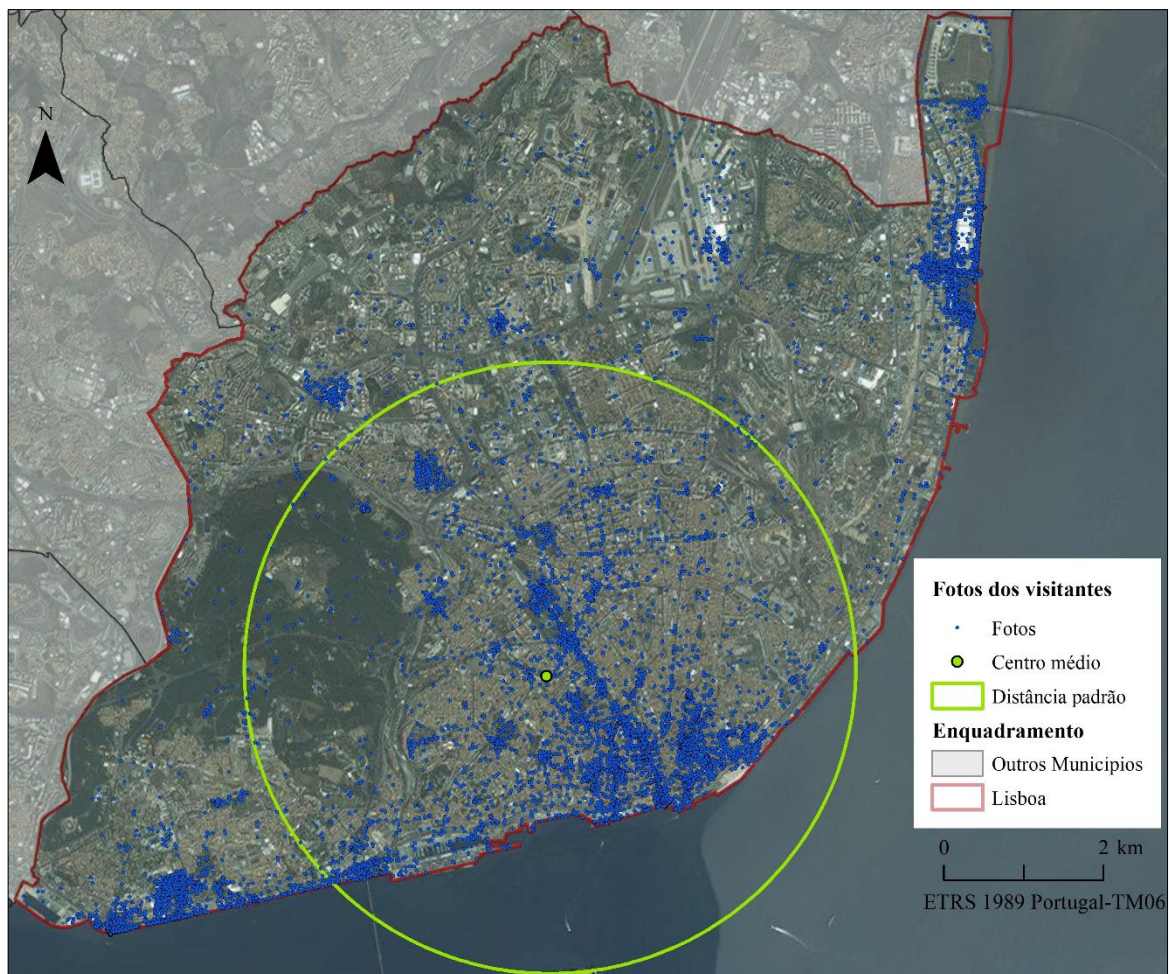 N
Fotos dos visitantes
Fotos
Centro médio
Distância padrão
Enquadramento
Outros Municipios
Lisboa
0 2 km
ETRS 1989 Portugal-TM06